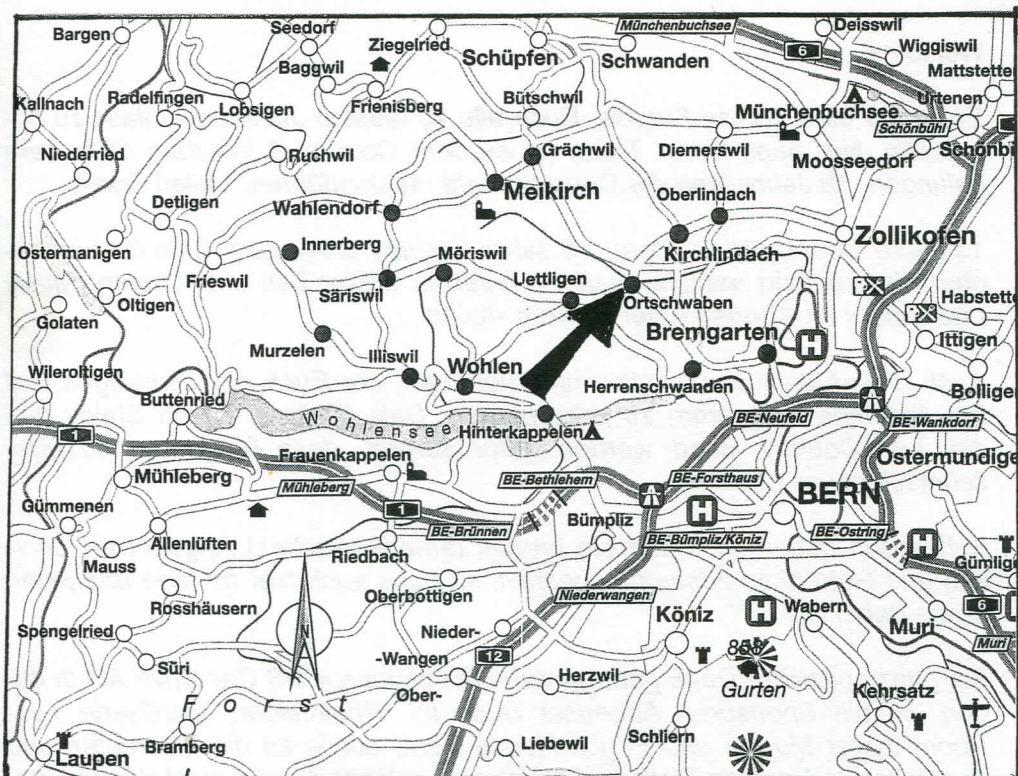 Bargen
Seedorf
Ziegelried
Münchenbuchsee
Deisswil
6
Wiggiswil
Baggwil
Schüpfen
Schwanden
Mattstetten
Kallnach
Radelfingen
Lobsigen
Frienisberg
Bütschwil
Münchenbuchsee
Urtenen
Schönbühl
Niederried
Ruchwil
Grächwil
Diemerswil
Moosseedorf
Schönbü
Detligen
Wahlendorf
Meikirch
Oberlindach
Ostermanigen
Innerberg
Möriswil
Kirchlindach
Zollikofen
Frieswil
Säriswil
Uettligen
Ortschwaben
Habstette
Oltigen
Golaten
Murzelen
Illiswil
Wohlen
Bremgarten
H
Ittigen
Wileroltigen
Herrenschwanden
Bolligen
Buttenried
Wohlensee
Hinterkappelen
BE-Neufeld
BE-Wankdorf
1
Frauenkappelen
Ostermundige
Mühleberg
Mühleberg
BE-Bethlehem
BE-Forsthaus
BERN
Gümmenen
1
BE-Brünnen
Bümpliz
H
BE-Bümpliz/Köniz
BE-Ostring
H
Allenlüften
Riedbach
Mauss
Gümlige
Rosshäusern
Oberbottigen
Niederwangen
H
Wabern
6
Spengelried
N
Nieder-
Köniz
Muri
Muri
-Wangen
12
858
Süri
Ober-
Herzwil
Gurten
Kehrsatz
Forst
Bramberg
Liebewil
Schliern
Laupen